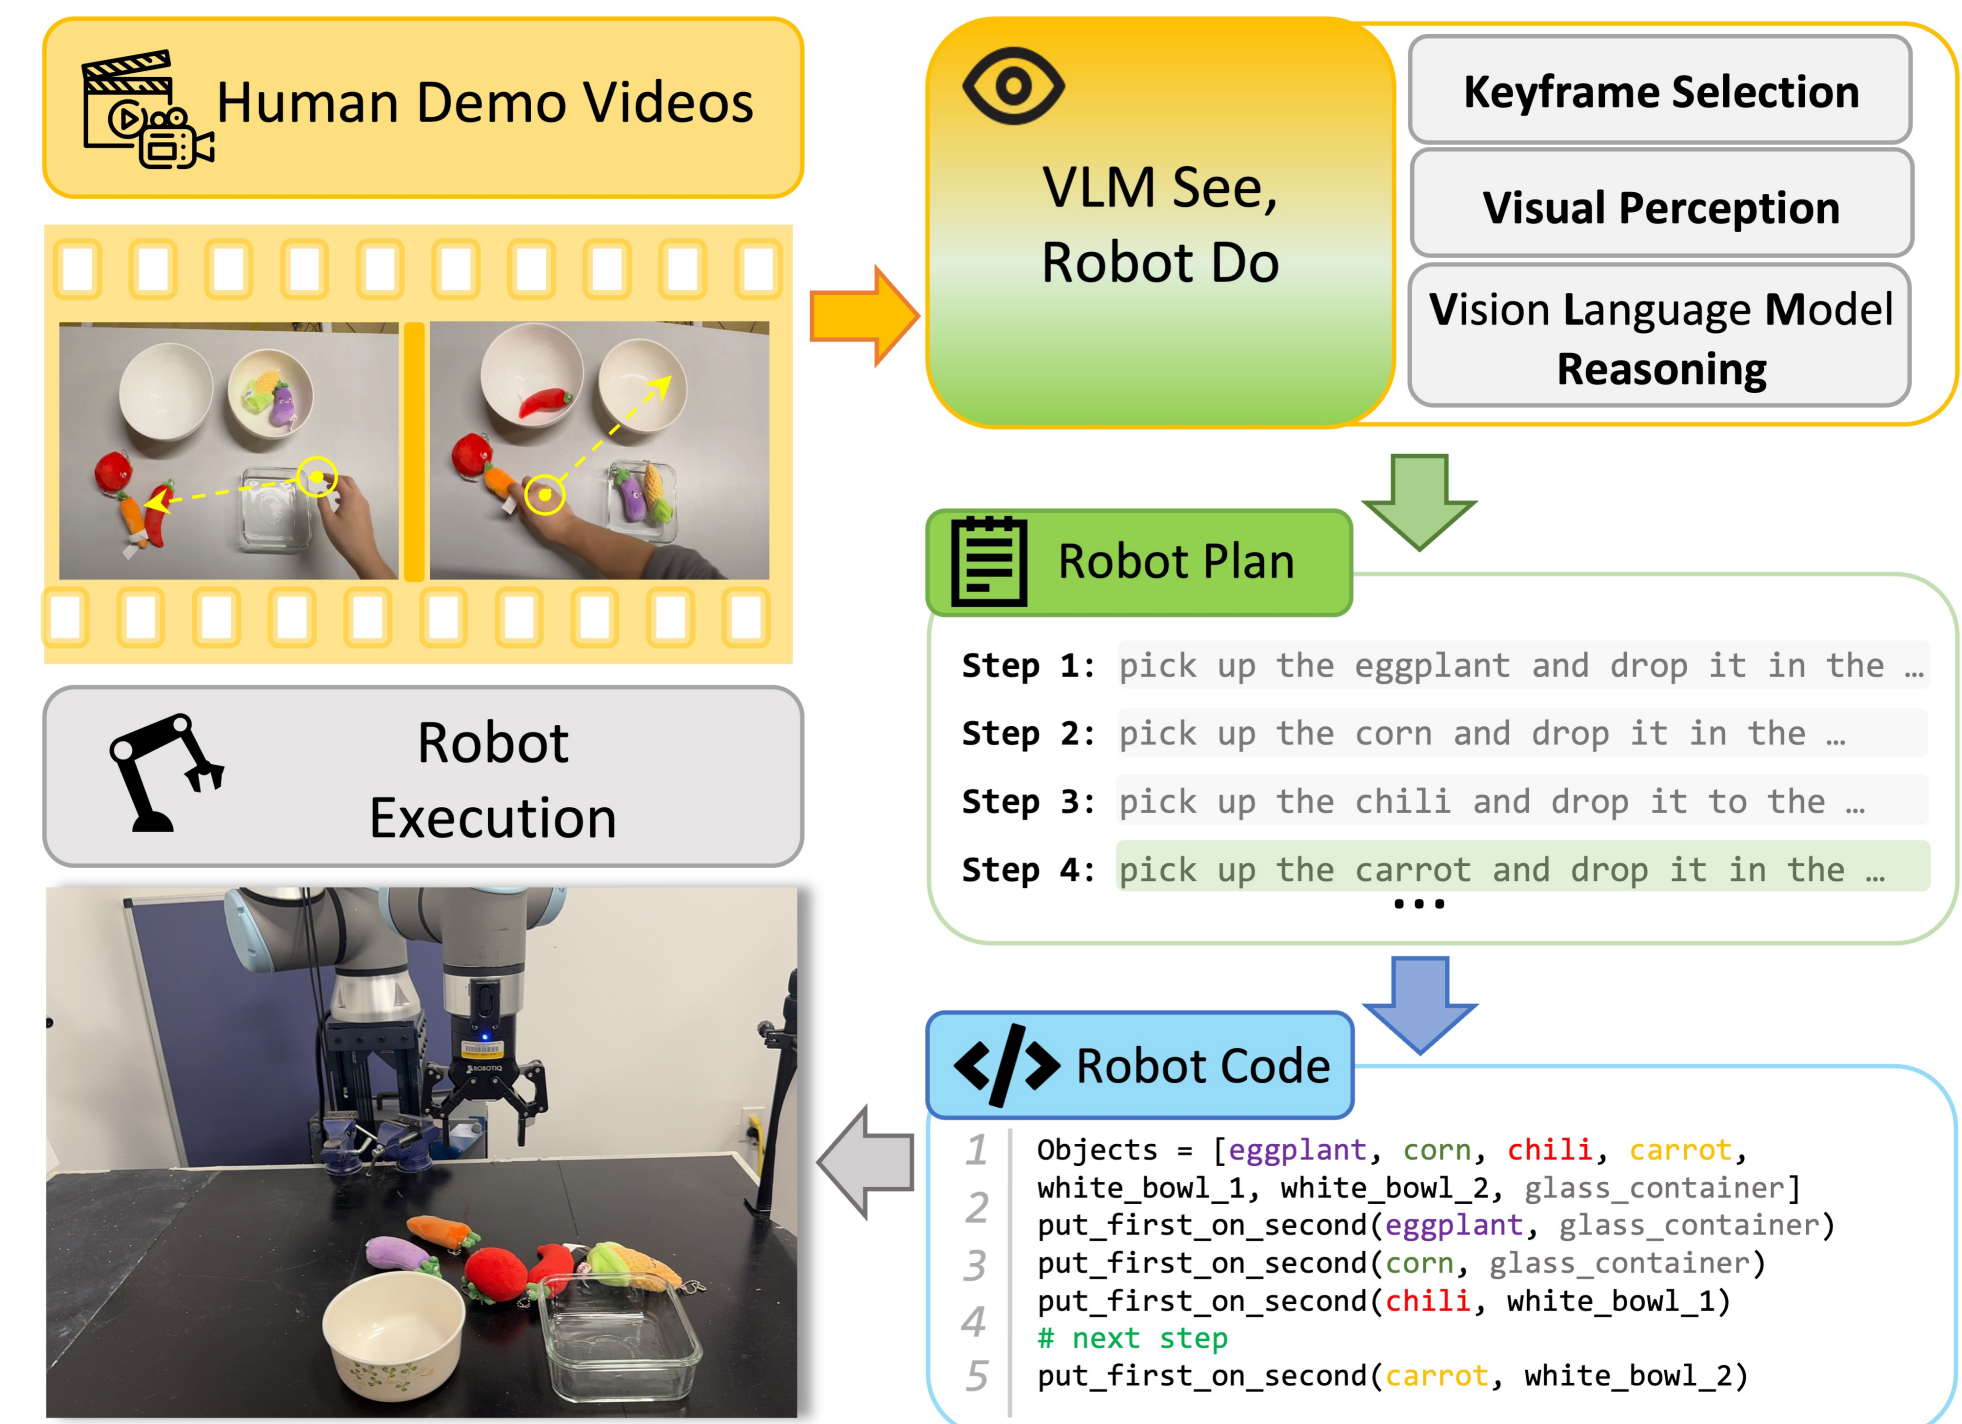 Human Demo Videos
VLM See,
Robot Do
Keyframe Selection
Visual Perception
Vision Language Model
Reasoning
Robot Plan
Step 1: pick up the eggplant and drop it in the …
Step 2: pick up the corn and drop it in the …
Step 3: pick up the chili and drop it to the …
Step 4: pick up the carrot and drop it in the …
...
Robot
Execution
ROBOTIQ
Robot Code
1 Objects = [eggplant, corn, chili, carrot,
white_bowl_1, white_bowl_2, glass_container]
2 put_first_on_second(eggplant, glass_container)
3 put_first_on_second(corn, glass_container)
4 put_first_on_second(chili, white_bowl_1)
# next step
5 put_first_on_second(carrot, white_bowl_2)